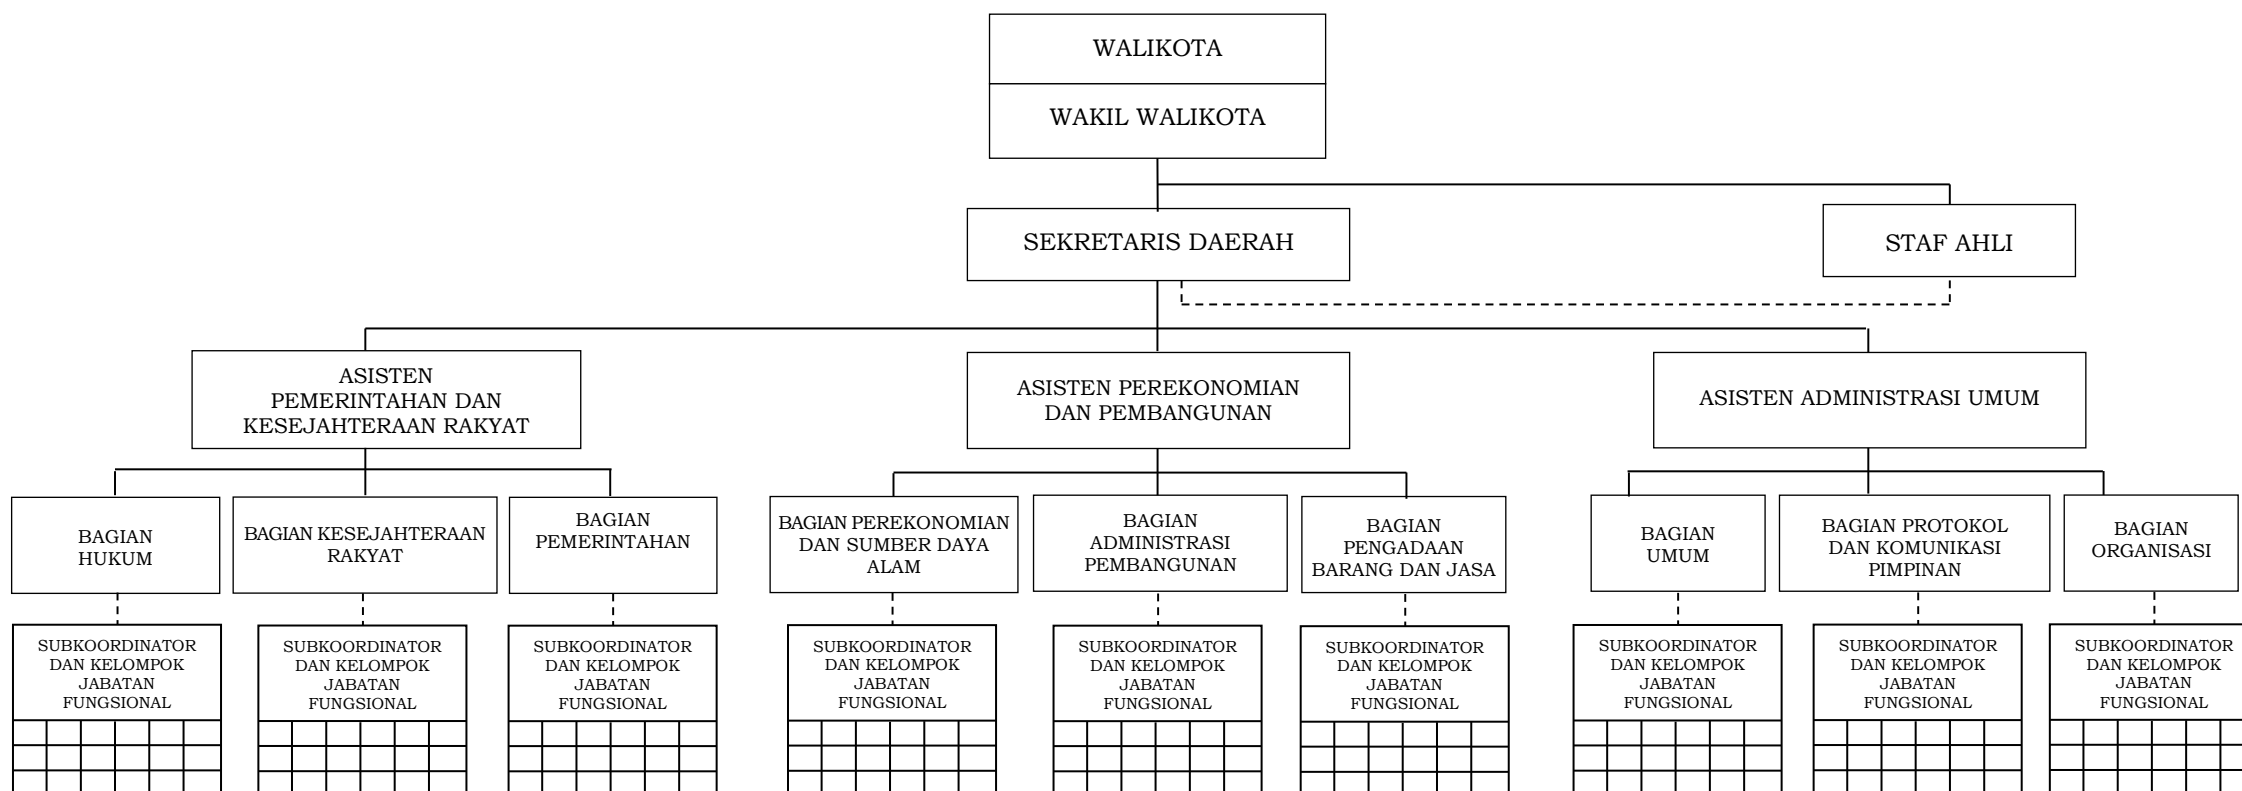 WALIKOTA
WAKIL WALIKOTA
SEKRETARIS DAERAH
STAF AHLI
ASISTEN
PEMERINTAHAN DAN
KESEJAHTERAAN RAKYAT
ASISTEN PEREKONOMIAN
DAN PEMBANGUNAN
ASISTEN ADMINISTRASI UMUM
BAGIAN
HUKUM
BAGIAN KESEJAHTERAAN
RAKYAT
BAGIAN
PEMERINTAHAN
BAGIAN PEREKONOMIAN
DAN SUMBER DAYA
ALAM
BAGIAN
ADMINISTRASI
PEMBANGUNAN
BAGIAN
PENGADAAN
BARANG DAN JASA
BAGIAN
UMUM
BAGIAN PROTOKOL
DAN KOMUNIKASI
PIMPINAN
BAGIAN
ORGANISASI
SUBKOORDINATOR
DAN KELOMPOK
JABATAN
FUNGSIONAL
SUBKOORDINATOR
DAN KELOMPOK
JABATAN
FUNGSIONAL
SUBKOORDINATOR
DAN KELOMPOK
JABATAN
FUNGSIONAL
SUBKOORDINATOR
DAN KELOMPOK
JABATAN
FUNGSIONAL
SUBKOORDINATOR
DAN KELOMPOK
JABATAN
FUNGSIONAL
SUBKOORDINATOR
DAN KELOMPOK
JABATAN
FUNGSIONAL
SUBKOORDINATOR
DAN KELOMPOK
JABATAN
FUNGSIONAL
SUBKOORDINATOR
DAN KELOMPOK
JABATAN
FUNGSIONAL
SUBKOORDINATOR
DAN KELOMPOK
JABATAN
FUNGSIONAL